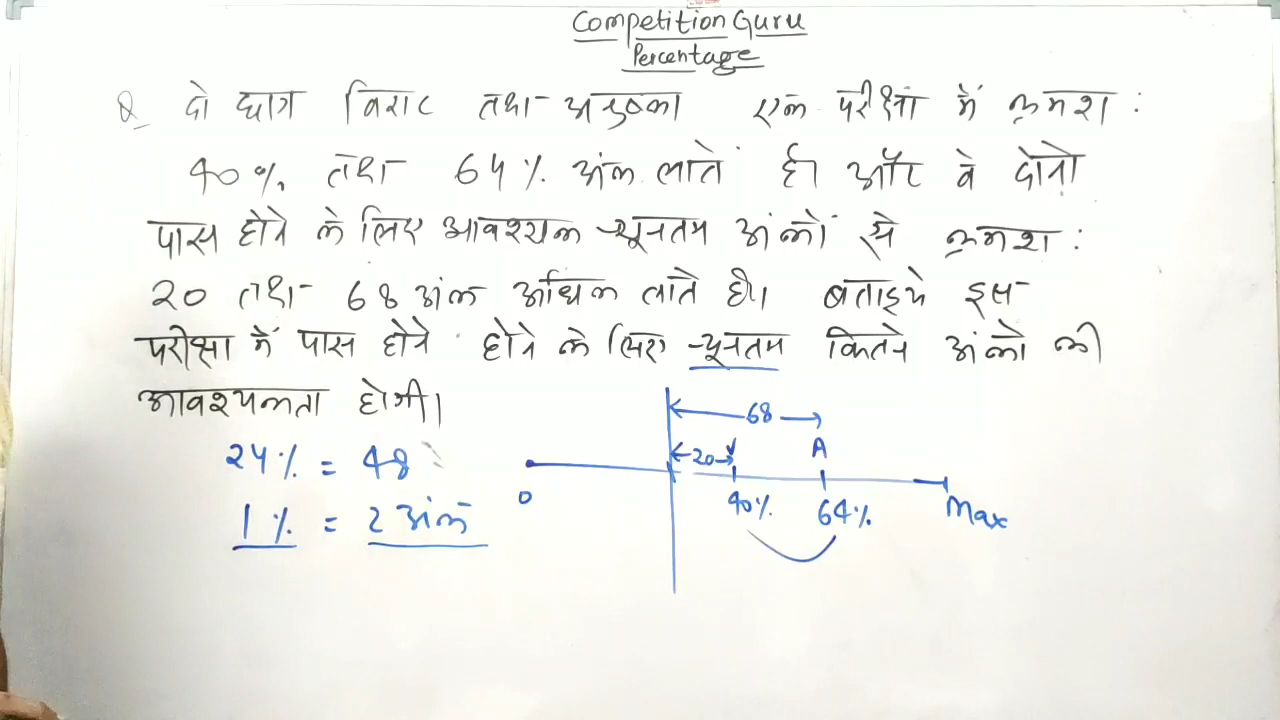 Competition Guru
Percentage
Q दो छात्र विराट तथा अनुष्का एक परीक्षा में क्रमश:
40% तथा 64% अंक लाते है। और वे दोनो
पास होने के लिए आवश्यक न्यूनतम अंकों से क्रमश:
20 तथा 68 अंक अधिक लाते है। बताइये इस
परीक्षा में पास होने होने के लिए न्यूनतम कितने अंको की
आवश्यकता होगी।
68
24% = 48
20 V A
0
1% = 2 अंक
40% 64% Max